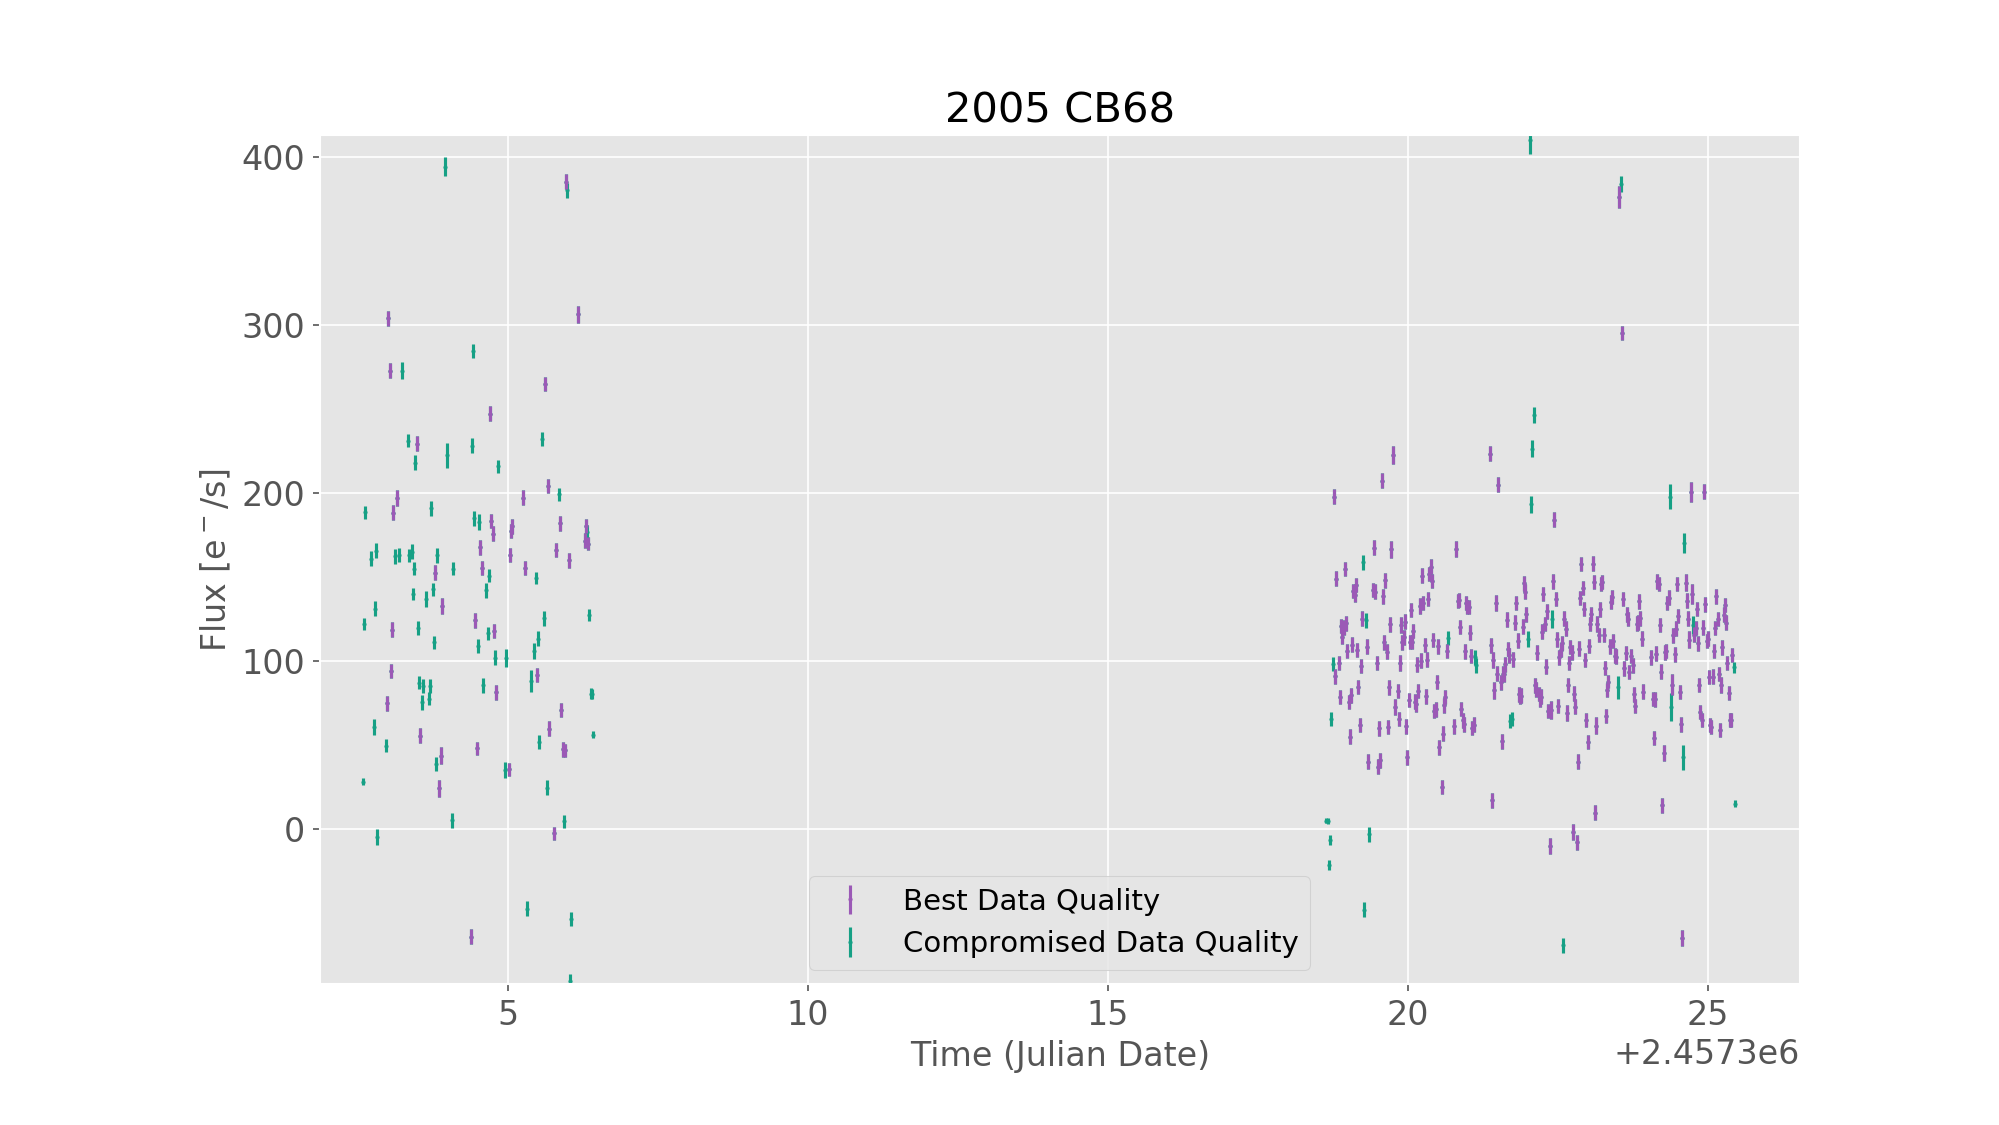 2005 CB68
400
300
200
100
0
Flux [e⁻/s]
Best Data Quality
Compromised Data Quality
5 10 15 20 25
Time (Julian Date)
+2.4573e6